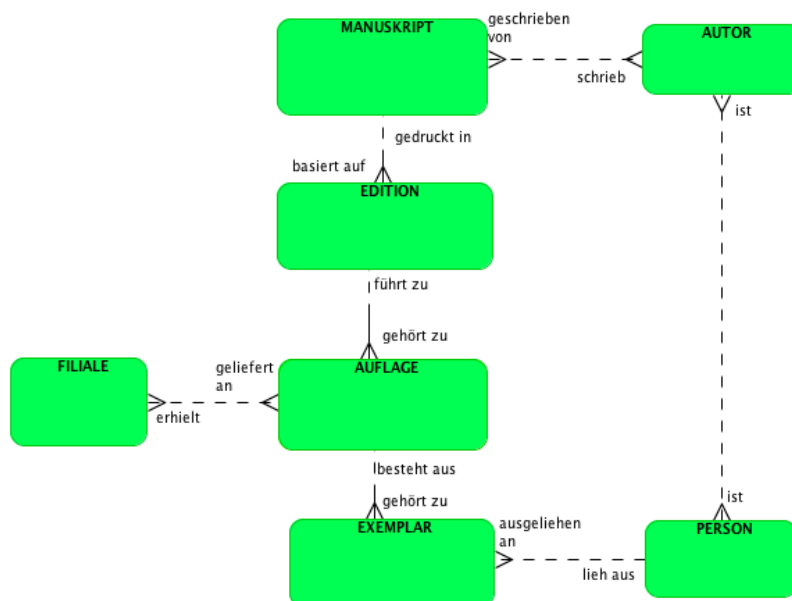 MANUSKRIPT
geschrieben
von
schrieb
AUTOR
ist
gedruckt in
basiert auf
EDITION
führt zu
gehört zu
FILIALE
erhielt
geliefert
an
AUFLAGE
besteht aus
gehört zu
EXEMPLAR
ausgeliehen
an
lieh aus
ist
PERSON